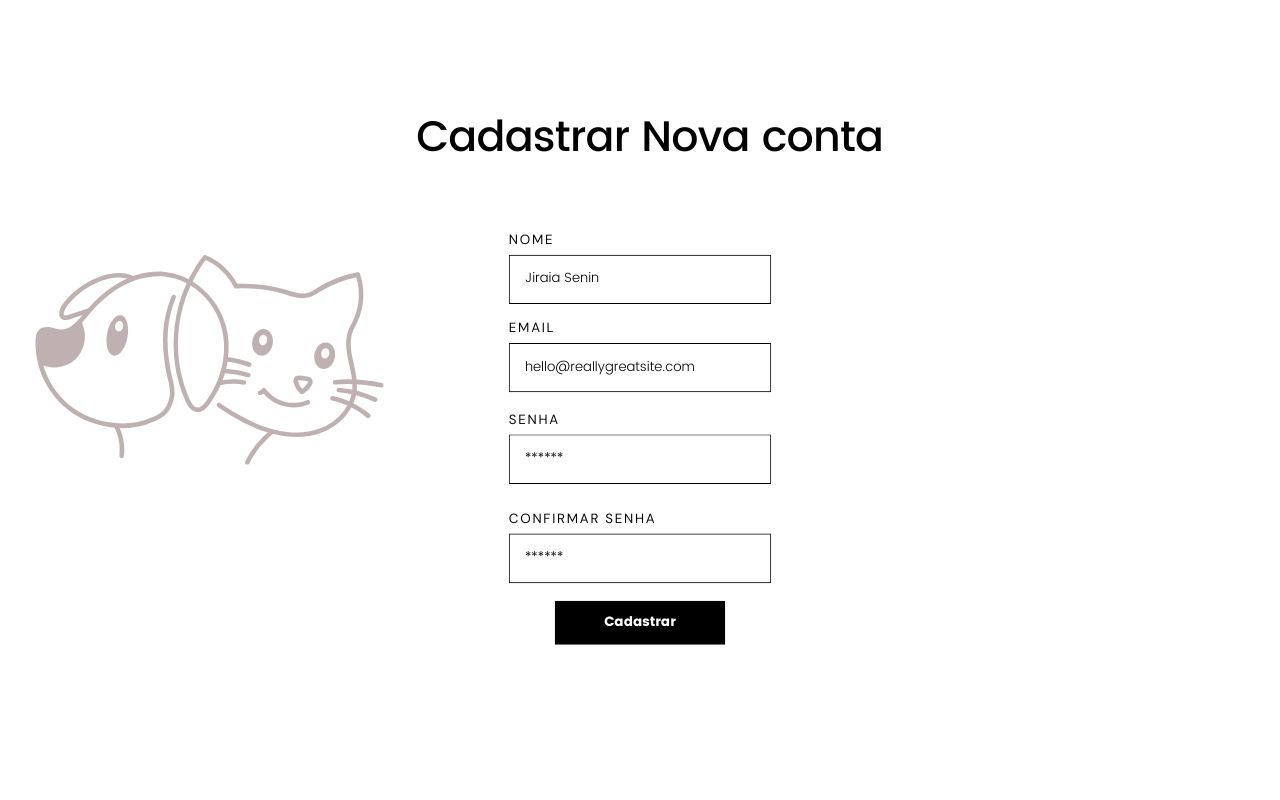 Cadastrar Nova conta
NOME
Jiraia Senin
EMAIL
hello@reallygreatsite.com
SENHA
******
CONFIRMAR SENHA
******
Cadastrar